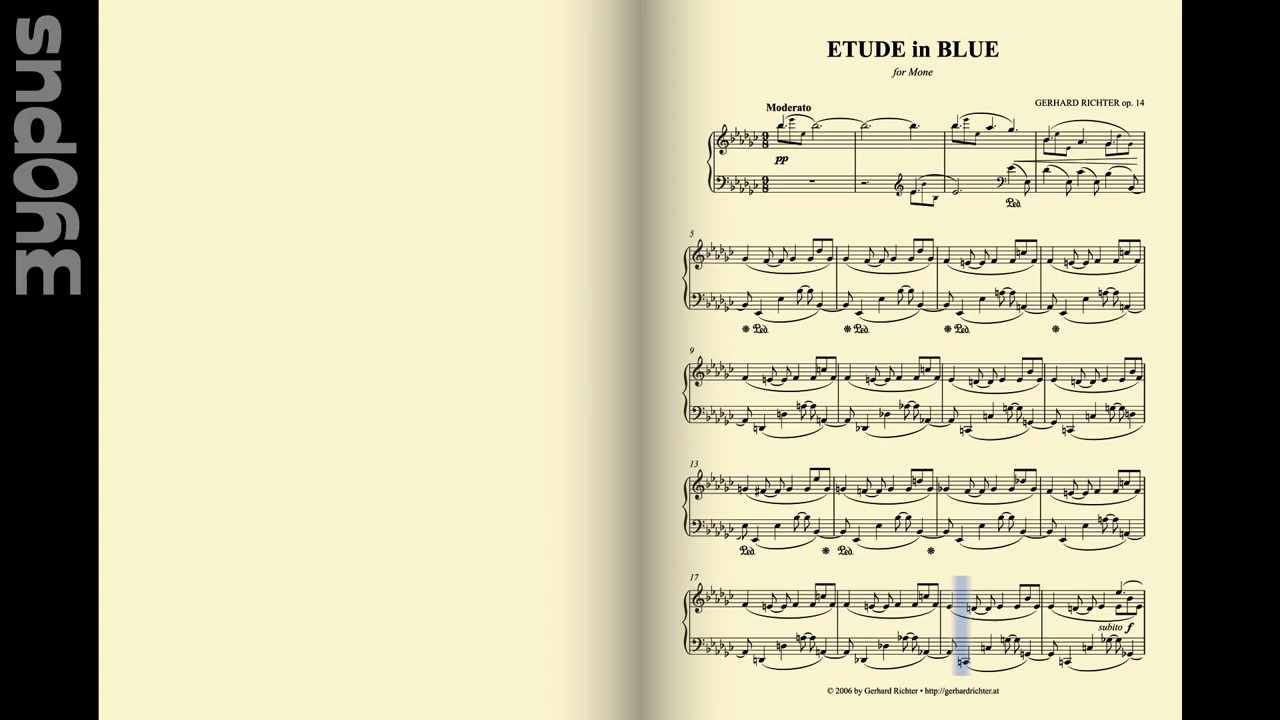 myopus
ETUDE in BLUE
for Mone
GERHARD RICHTER op. 14
Moderato
pp
Ped.
5
Ped. Ped. Ped.
9
13
Ped. Ped.
17
subito f
© 2006 by Gerhard Richter • http://gerhardrichter.at